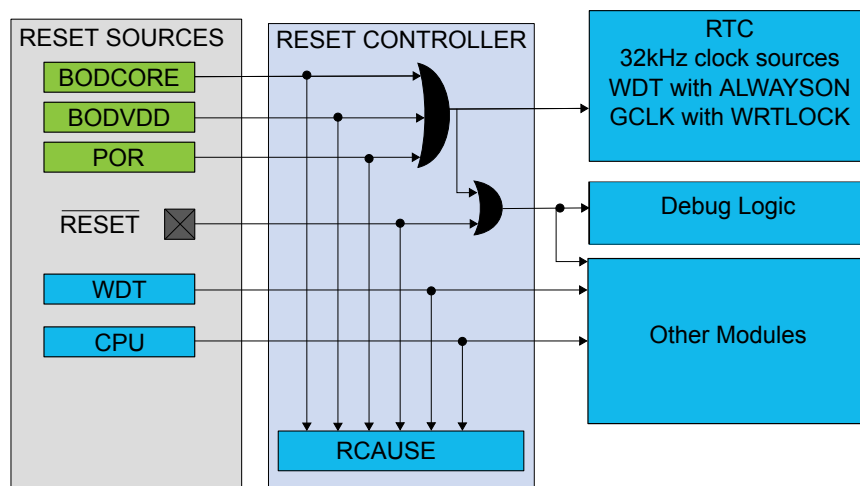 RESET SOURCES
BODCORE
BODVDD
POR
RESET
WDT
CPU
RESET CONTROLLER
RCAUSE
RTC
32kHz clock sources
WDT with ALWAYSON
GCLK with WRTLOCK
Debug Logic
Other Modules